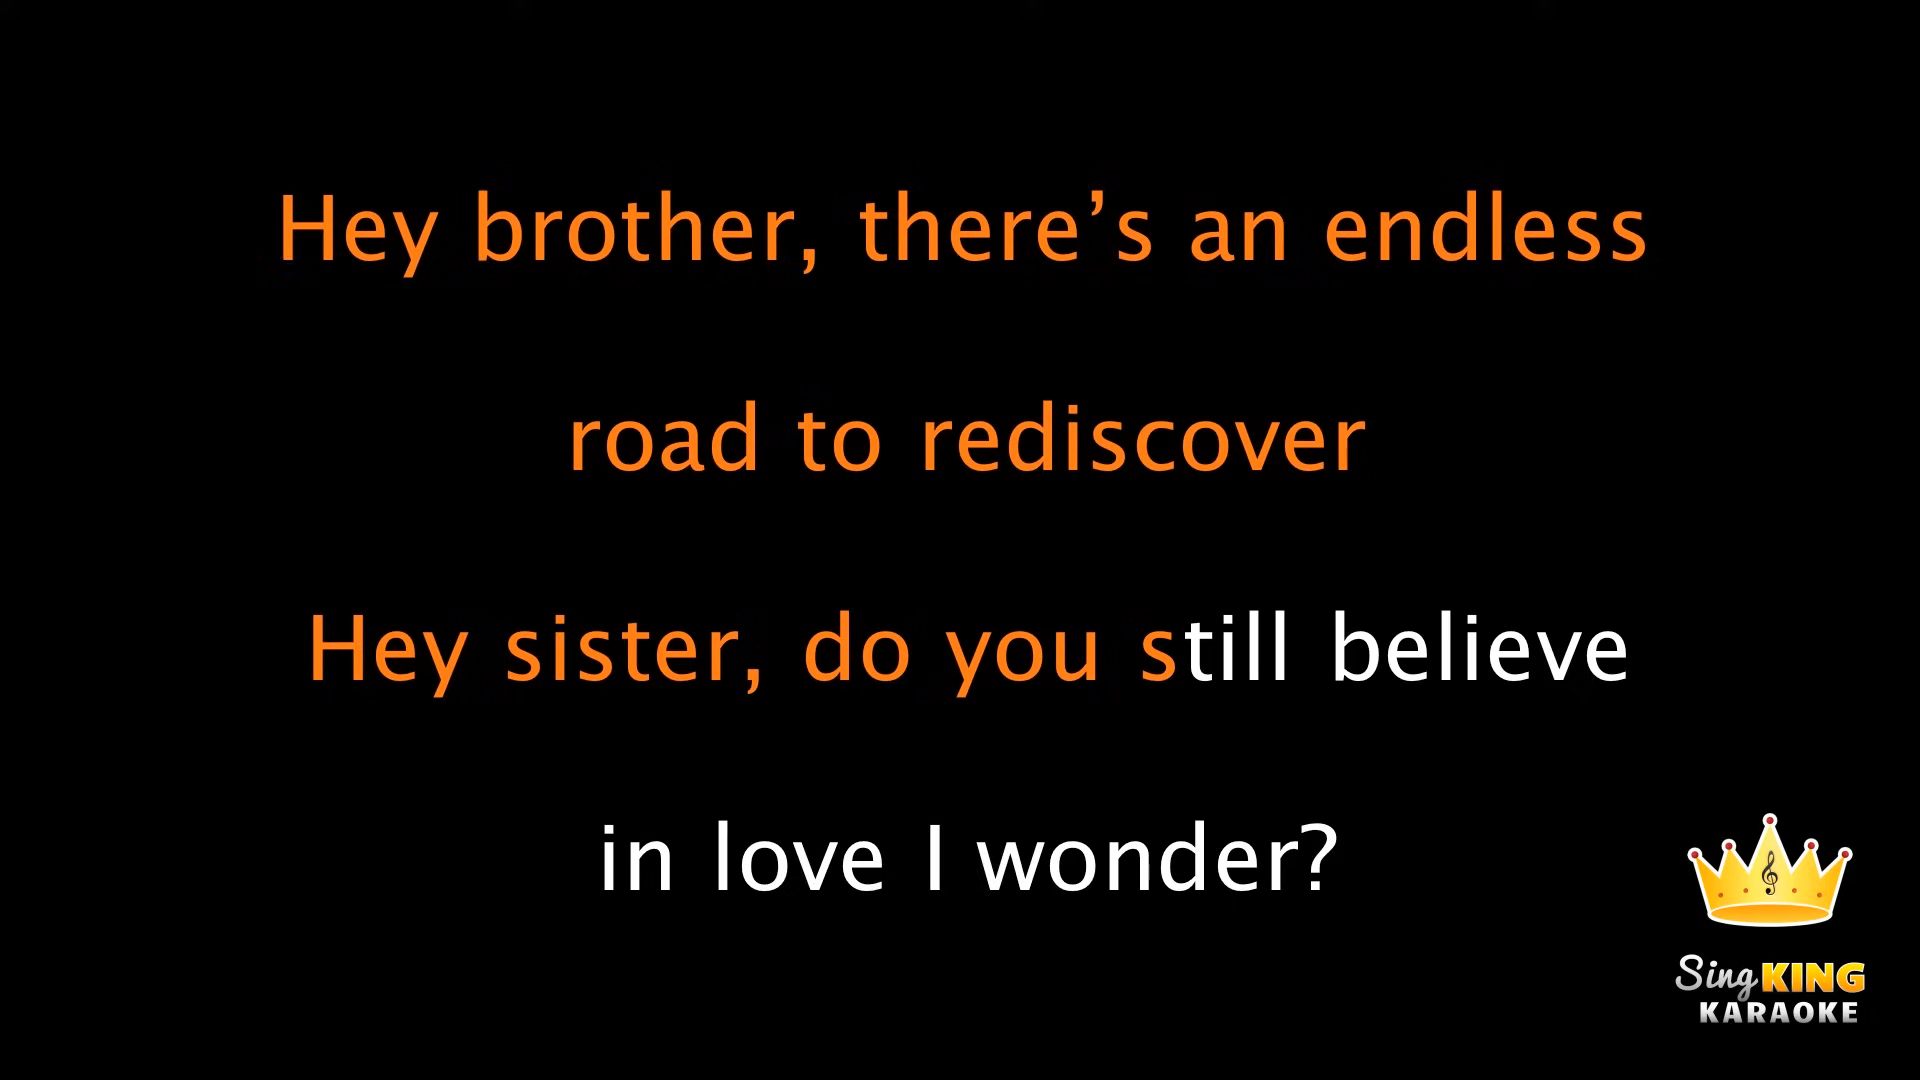 Hey brother, there’s an endless
road to rediscover
Hey sister, do you still believe
in love I wonder?
Sing KING
KARAOKE